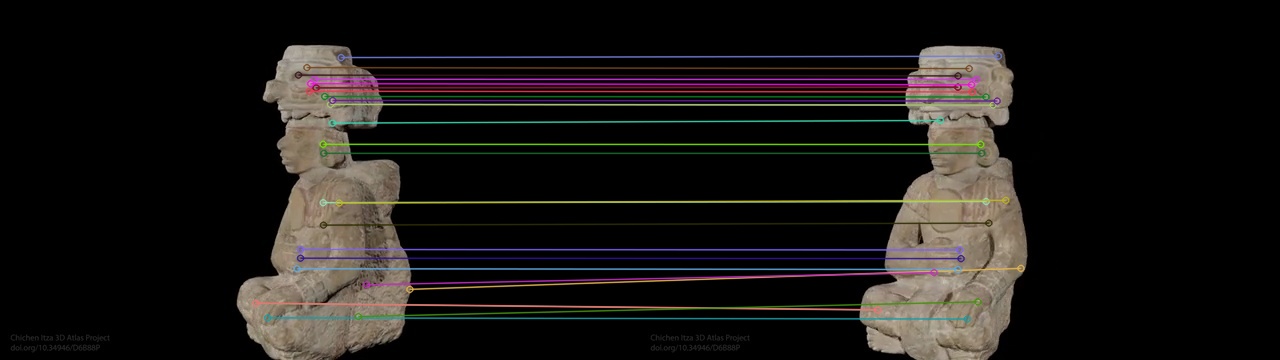 Chichen Itza 3D Atlas Project
doi.org/10.34946/D6B88P
Chichen Itza 3D Atlas Project
doi.org/10.34946/D6B88P